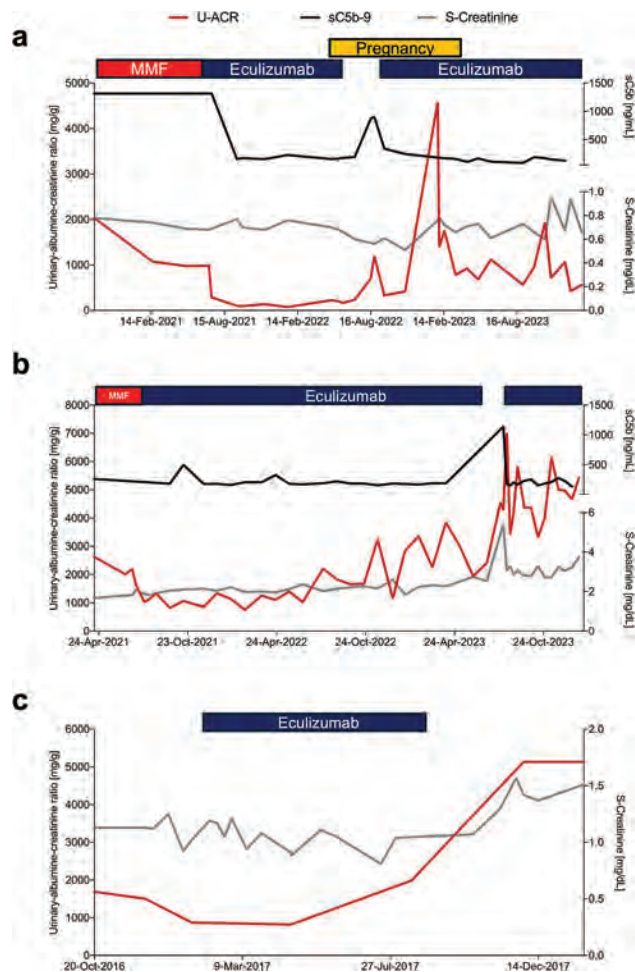 U-ACR sC5b-9 S-Creatinine
a
Pregnancy
MMF Eculizumab Eculizumab
Urinary-albumine-creatinine ratio [mg/g]
5000
4000
3000
2000
1000
0
sC5b [ng/mL]
1500
1000
500
S-Creatinine [mg/dL]
1.0
0.8
0.6
0.4
0.2
0.0
14-Feb-2021 15-Aug-2021 14-Feb-2022 16-Aug-2022 14-Feb-2023 16-Aug-2023
b
MMF Eculizumab
Urinary-albumine-creatinine ratio [mg/g]
8000
7000
6000
5000
4000
3000
2000
1000
0
sC5b [ng/mL]
1500
1000
500
S-Creatinine [mg/dL]
6
4
2
0
24-Apr-2021 23-Oct-2021 24-Apr-2022 24-Oct-2022 24-Apr-2023 24-Oct-2023
c
Eculizumab
Urinary-albumine-creatinine ratio [mg/g]
6000
5000
4000
3000
2000
1000
0
S-Creatinine [mg/dL]
2.0
1.5
1.0
0.5
0.0
20-Oct-2016 9-Mar-2017 27-Jul-2017 14-Dec-2017